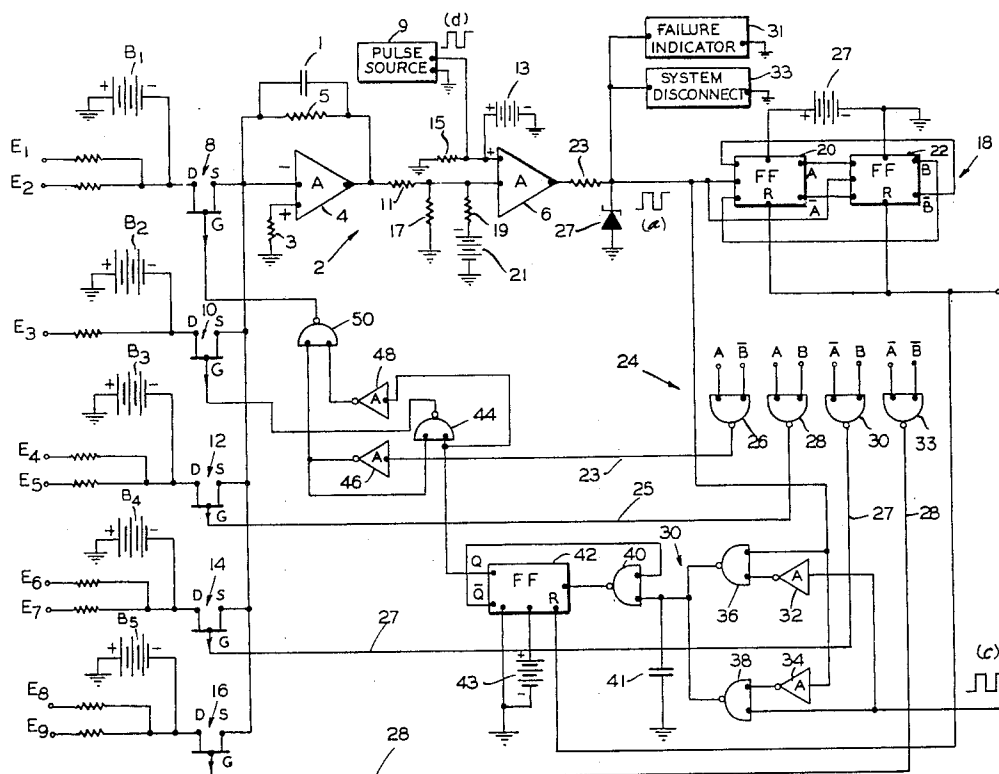 B1
E1
E2
D 8 S
G
B2
E3
D 10 S
G
B3
E4
E5
D 12 S
G
B4
E6
E7
D 14 S
G
B5
E8
E9
D 16 S
G
1
5
A
4
3
2
9
PULSE
SOURCE
(d)
15
13
11
17
19
21
A
6
23
27
(a)
FAILURE
INDICATOR
31
SYSTEM
DISCONNECT
33
27
20
FF
R
A
Ā
22
FF
R
B
B̄
18
50
48
A
44
46
A
23
25
24
A B̄
A B
Ā B
Ā B̄
26
28
30
33
27
28
Q
Q̄
42
FF
R
40
30
36
A
32
38
34
A
43
41
27
28
(c)